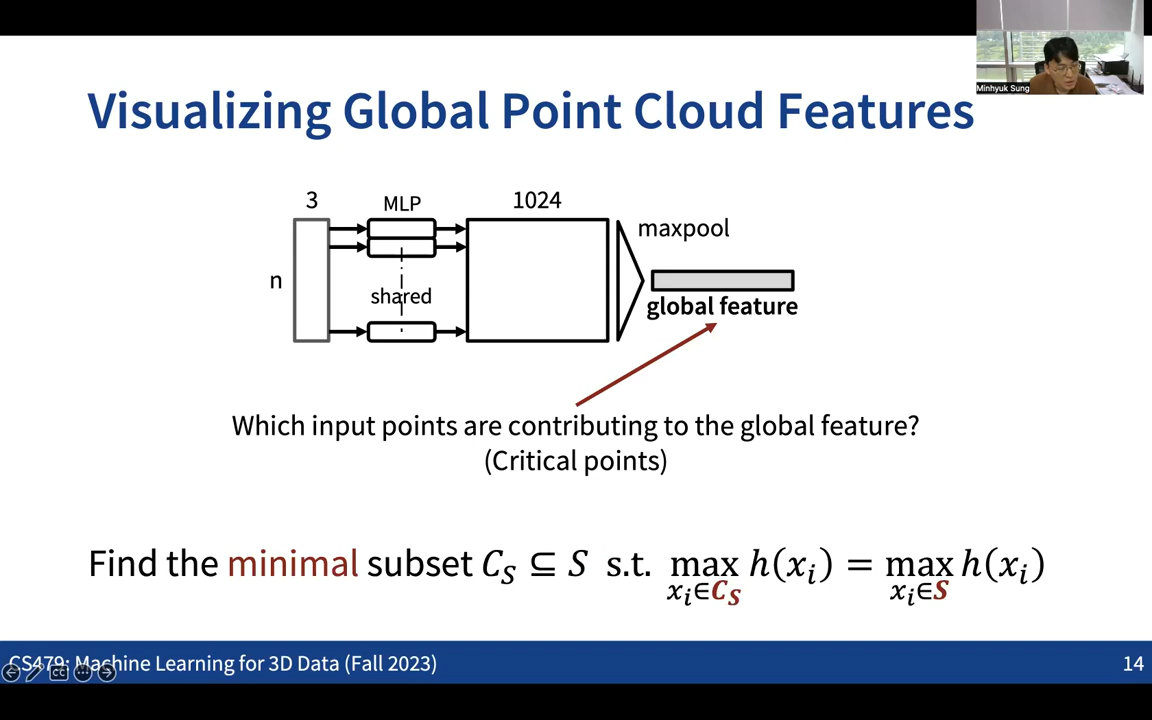 Minhyuk Sung
Visualizing Global Point Cloud Features
3
MLP
1024
maxpool
n
shared
global feature
Which input points are contributing to the global feature?
(Critical points)
Find the minimal subset C_S ⊆ S s.t. max_{x_i∈C_S} h(x_i) = max_{x_i∈S} h(x_i)
CS479: Machine Learning for 3D Data (Fall 2023)
14